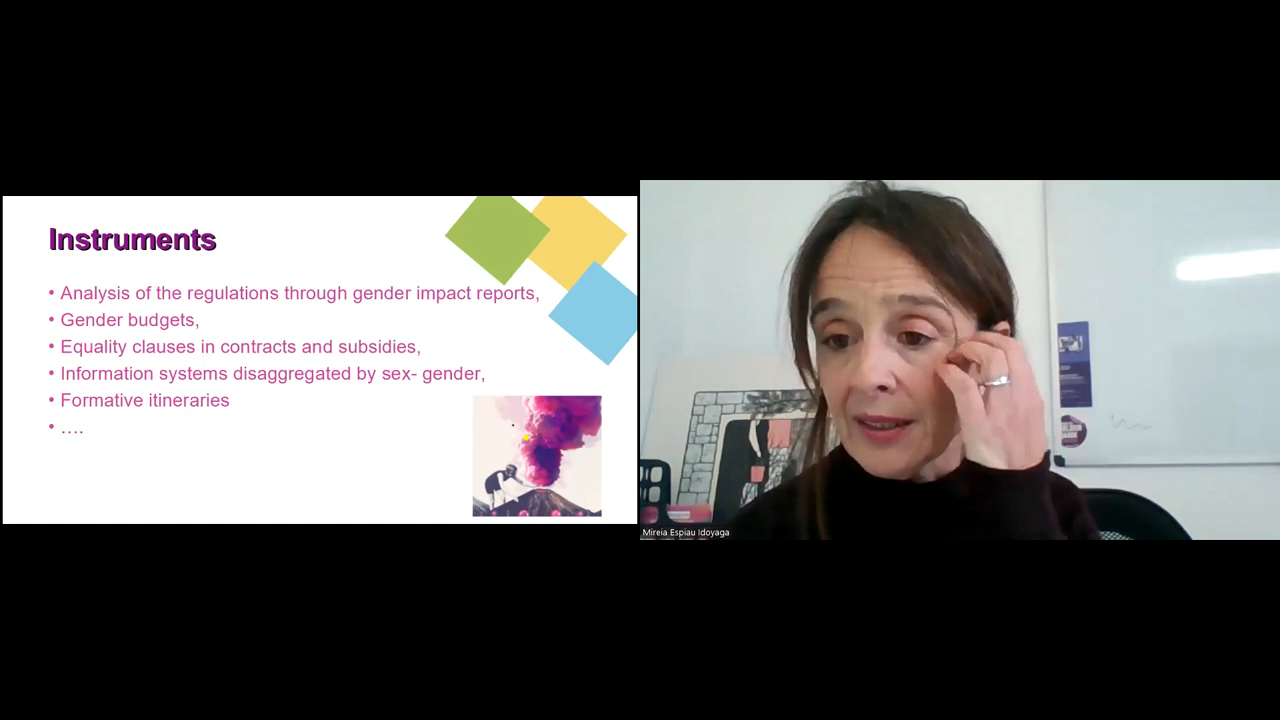 Instruments
• Analysis of the regulations through gender impact reports,
• Gender budgets,
• Equality clauses in contracts and subsidies,
• Information systems disaggregated by sex- gender,
• Formative itineraries
• ....
Mireia Espiau Idoyaga